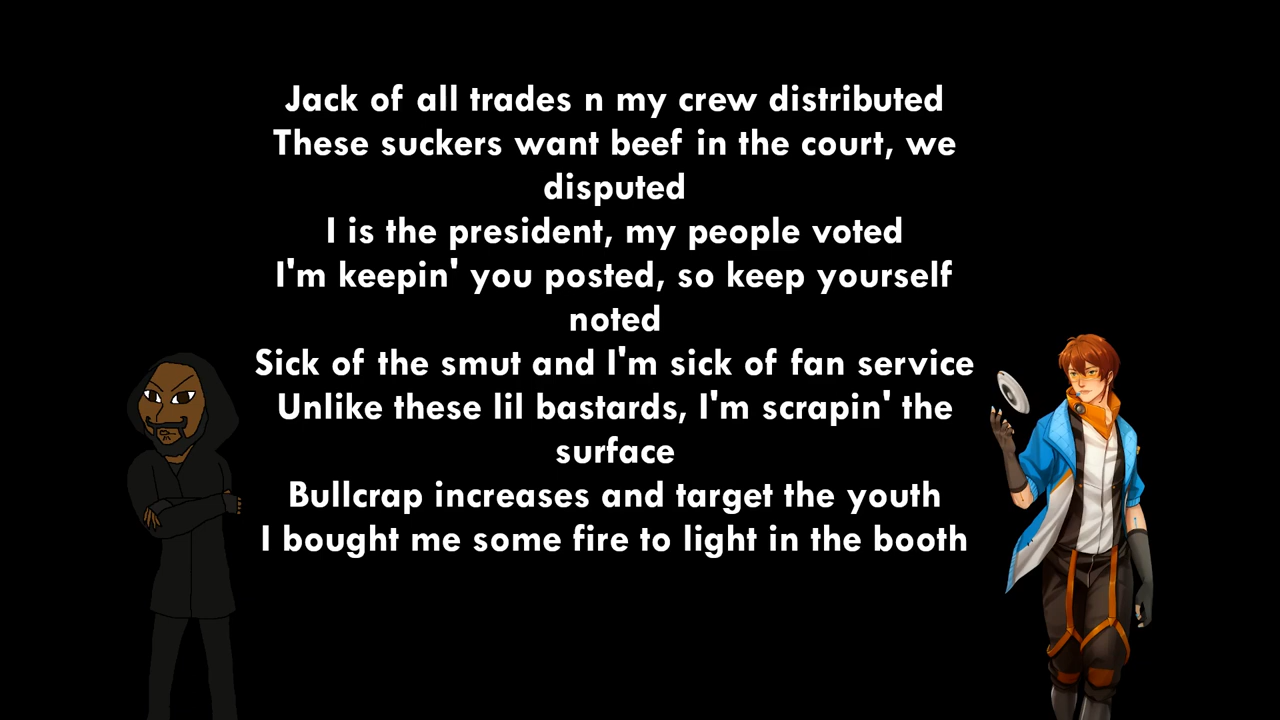 Jack of all trades n my crew distributed
These suckers want beef in the court, we
disputed
I is the president, my people voted
I'm keepin' you posted, so keep yourself
noted
Sick of the smut and I'm sick of fan service
Unlike these lil bastards, I'm scrapin' the
surface
Bullcrap increases and target the youth
I bought me some fire to light in the booth